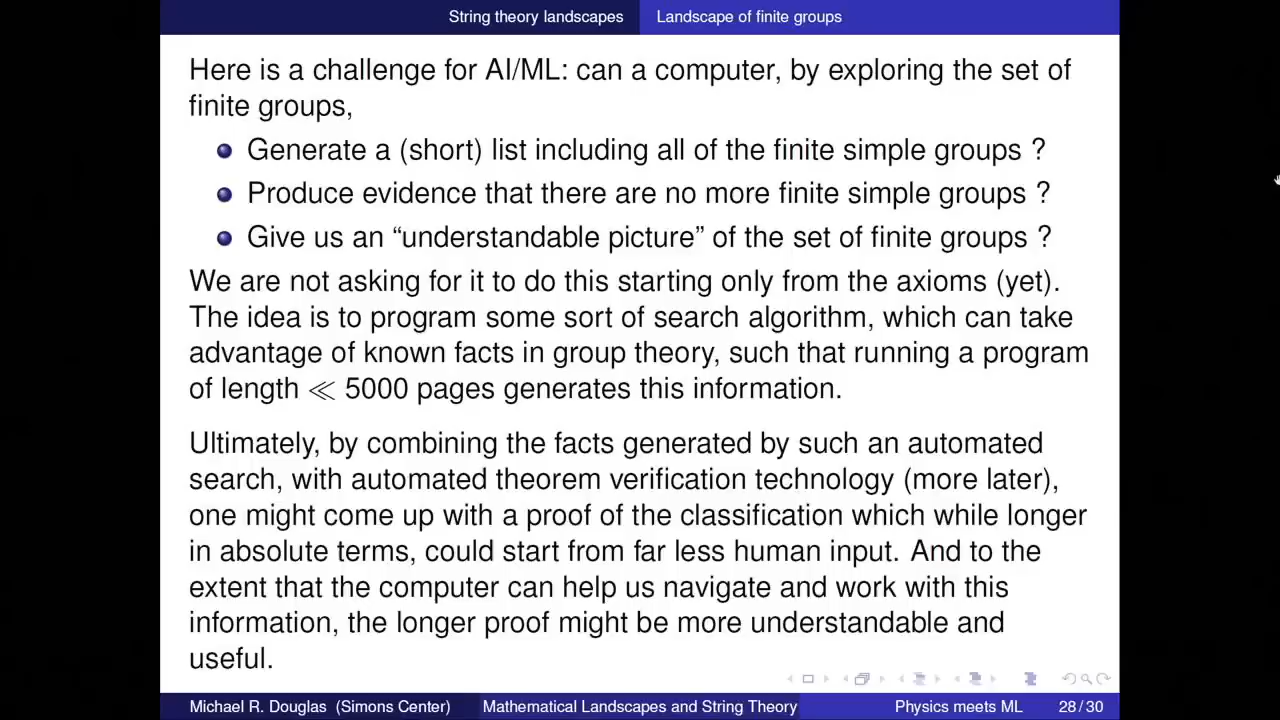 String theory landscapes Landscape of finite groups
Here is a challenge for AI/ML: can a computer, by exploring the set of
finite groups,
Generate a (short) list including all of the finite simple groups ?
Produce evidence that there are no more finite simple groups ?
Give us an “understandable picture” of the set of finite groups ?
We are not asking for it to do this starting only from the axioms (yet).
The idea is to program some sort of search algorithm, which can take
advantage of known facts in group theory, such that running a program
of length ≪ 5000 pages generates this information.
Ultimately, by combining the facts generated by such an automated
search, with automated theorem verification technology (more later),
one might come up with a proof of the classification which while longer
in absolute terms, could start from far less human input. And to the
extent that the computer can help us navigate and work with this
information, the longer proof might be more understandable and
useful.
Michael R. Douglas (Simons Center) Mathematical Landscapes and String Theory Physics meets ML 28 / 30